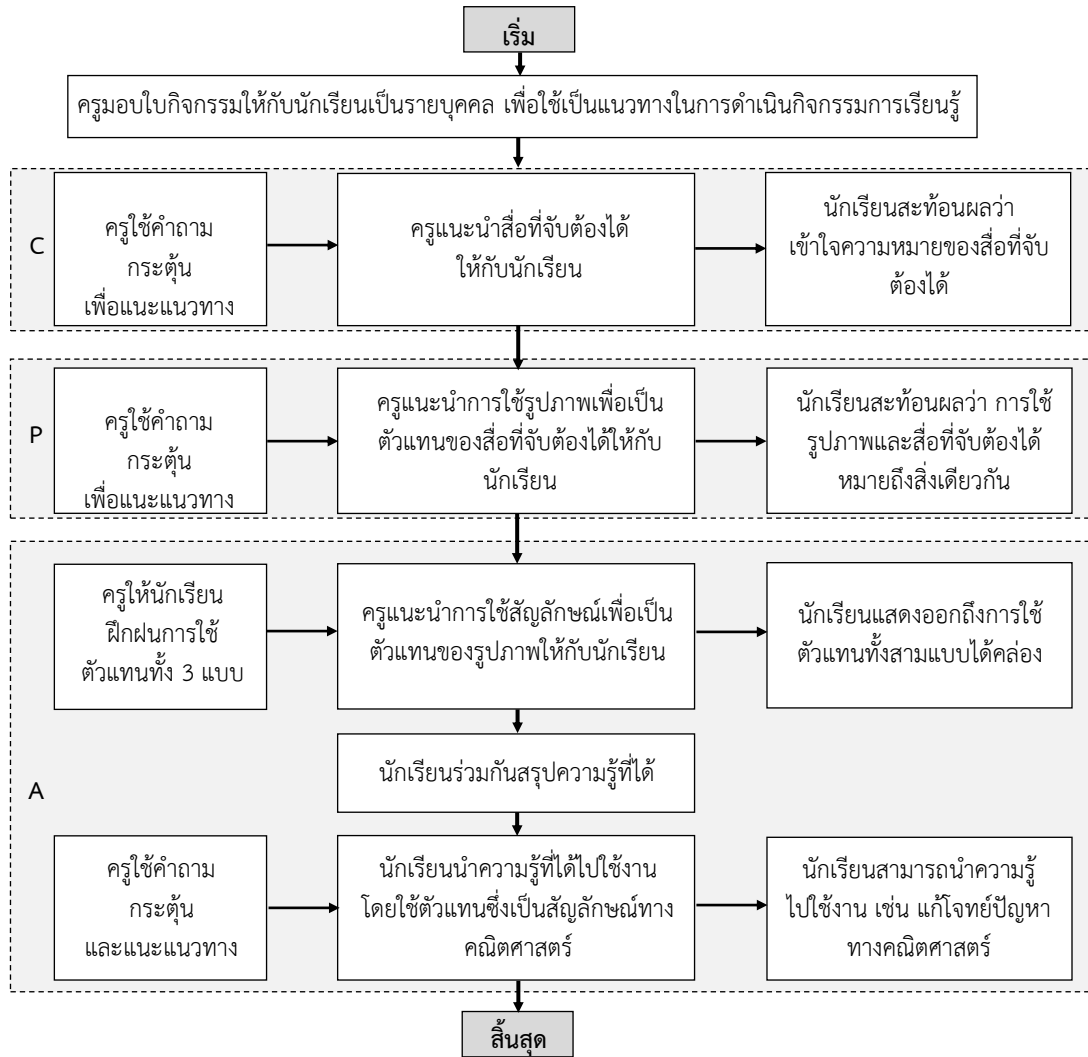 เริ่ม
ครูมอบใบกิจกรรมให้กับนักเรียนเป็นรายบุคคล เพื่อใช้เป็นแนวทางในการดำเนินกิจกรรมการเรียนรู้
C
ครูใช้คำถาม
กระตุ้น
เพื่อแนะแนวทาง
ครูแนะนำสื่อที่จับต้องได้
ให้กับนักเรียน
นักเรียนสะท้อนผลว่า
เข้าใจความหมายของสื่อที่จับ
ต้องได้
P
ครูใช้คำถาม
กระตุ้น
เพื่อแนะแนวทาง
ครูแนะนำการใช้รูปภาพเพื่อเป็น
ตัวแทนของสื่อที่จับต้องได้ให้กับ
นักเรียน
นักเรียนสะท้อนผลว่า การใช้
รูปภาพและสื่อที่จับต้องได้
หมายถึงสิ่งเดียวกัน
A
ครูให้นักเรียน
ฝึกฝนการใช้
ตัวแทนทั้ง 3 แบบ
ครูแนะนำการใช้สัญลักษณ์เพื่อเป็น
ตัวแทนของรูปภาพให้กับนักเรียน
นักเรียนแสดงออกถึงการใช้
ตัวแทนทั้งสามแบบได้คล่อง
นักเรียนร่วมกันสรุปความรู้ที่ได้
ครูใช้คำถาม
กระตุ้น
และแนะแนวทาง
นักเรียนนำความรู้ที่ได้ไปใช้งาน
โดยใช้ตัวแทนซึ่งเป็นสัญลักษณ์ทาง
คณิตศาสตร์
นักเรียนสามารถนำความรู้
ไปใช้งาน เช่น แก้โจทย์ปัญหา
ทางคณิตศาสตร์
สิ้นสุด